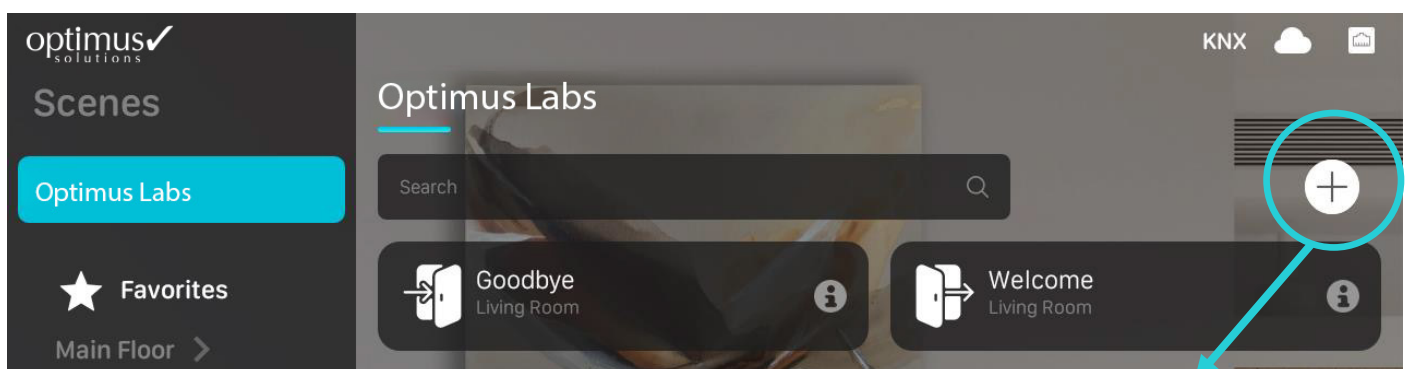 optimus✓
solutions
KNX
Scenes
Optimus Labs
Optimus Labs
Search
Favorites
Main Floor >
Goodbye
Living Room
Welcome
Living Room